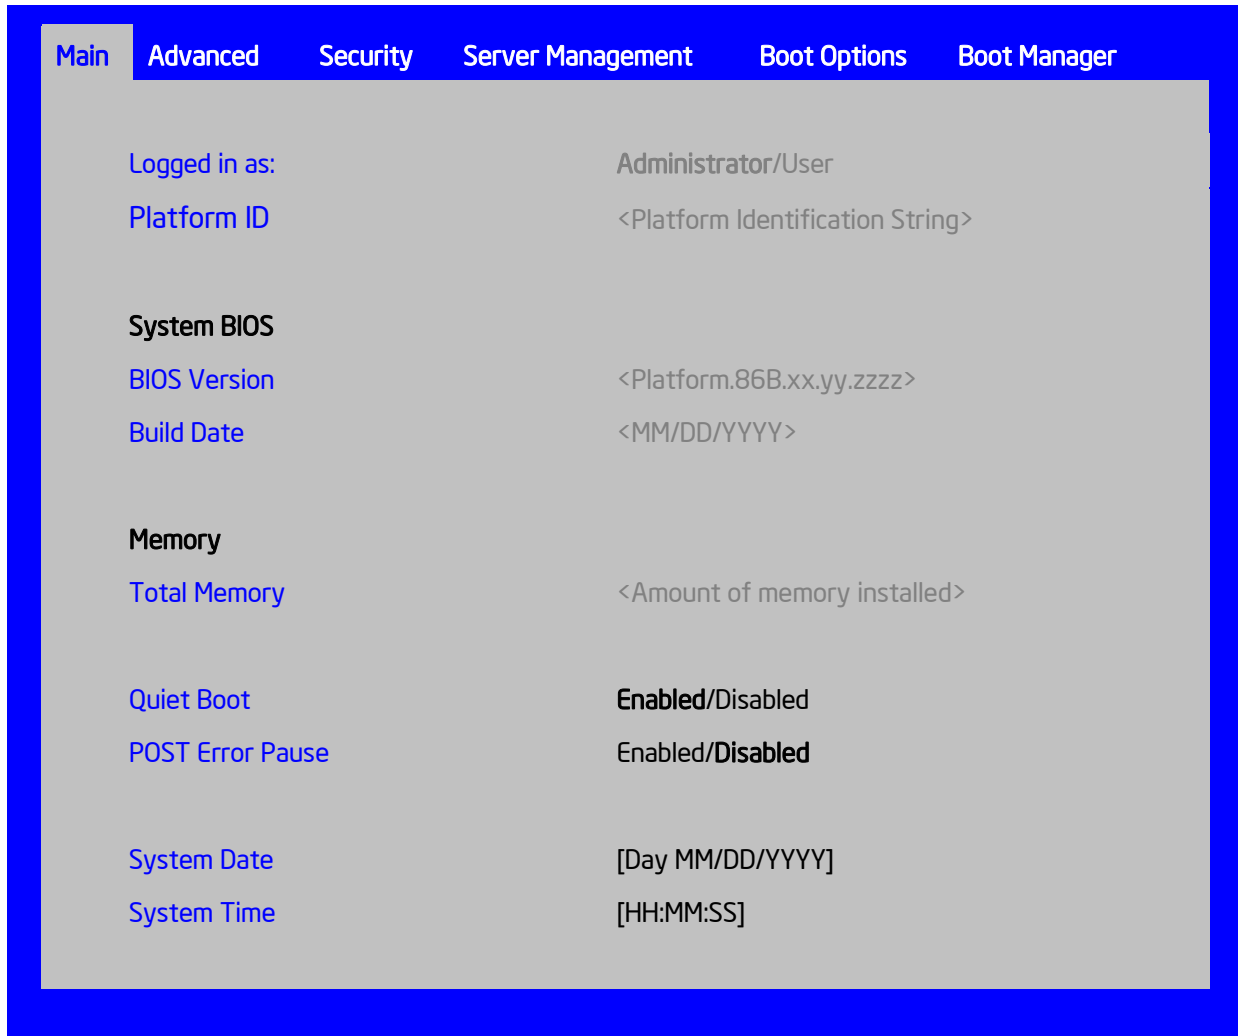 Main Advanced Security Server Management Boot Options Boot Manager
Logged in as: Administrator/User
Platform ID <Platform Identification String>
System BIOS
BIOS Version <Platform.86B.xx.yy.zzzz>
Build Date <MM/DD/YYYY>
Memory
Total Memory <Amount of memory installed>
Quiet Boot Enabled/Disabled
POST Error Pause Enabled/Disabled
System Date [Day MM/DD/YYYY]
System Time [HH:MM:SS]